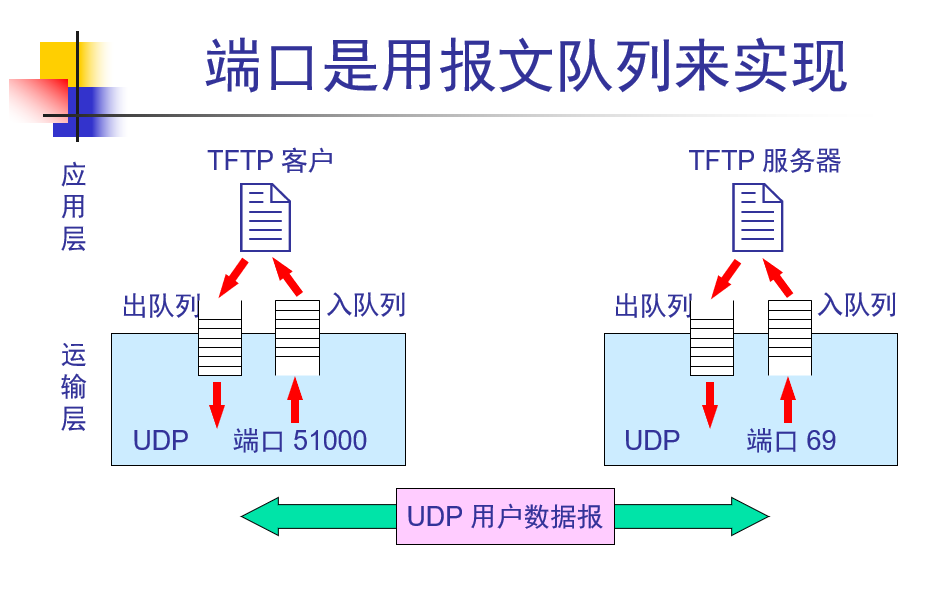 端口是用报文队列来实现
TFTP 客户
TFTP 服务器
应用层
出队列
入队列
出队列
入队列
运输层
UDP
端口 51000
UDP
端口 69
UDP 用户数据报